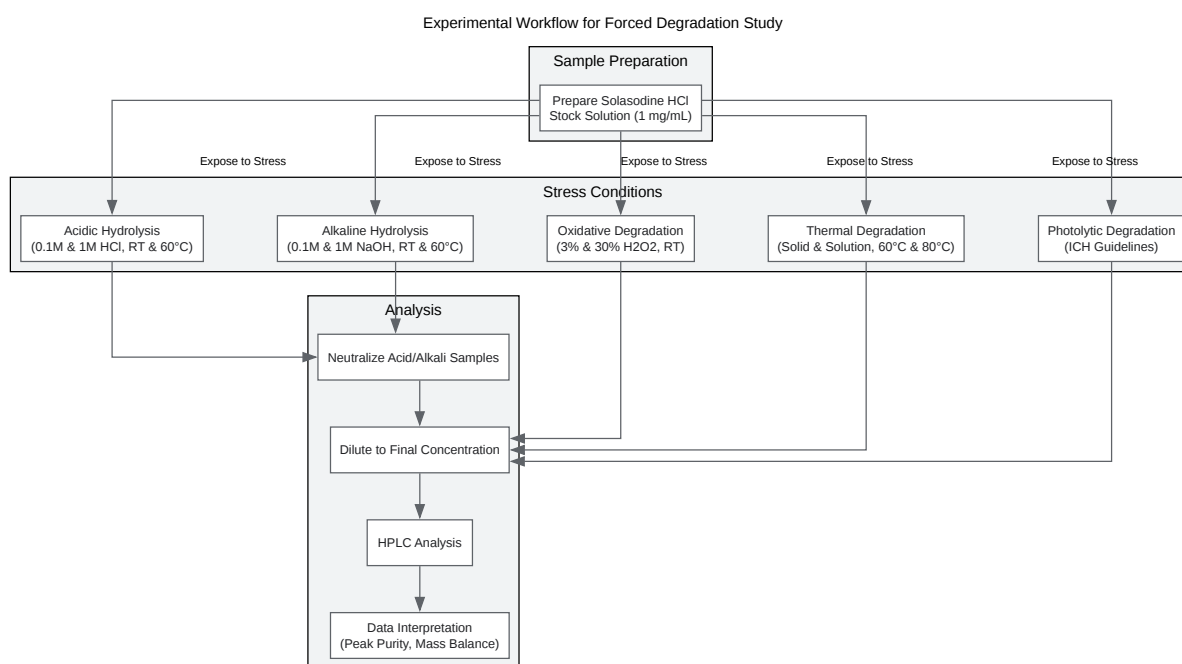 Experimental Workflow for Forced Degradation Study
Sample Preparation
Prepare Solasodine HCl
Stock Solution (1 mg/mL)
Expose to Stress
Expose to Stress
Expose to Stress
Expose to Stress
Expose to Stress
Stress Conditions
Acidic Hydrolysis
(0.1M & 1M HCl, RT & 60°C)
Alkaline Hydrolysis
(0.1M & 1M NaOH, RT & 60°C)
Oxidative Degradation
(3% & 30% H2O2, RT)
Thermal Degradation
(Solid & Solution, 60°C & 80°C)
Photolytic Degradation
(ICH Guidelines)
Analysis
Neutralize Acid/Alkali Samples
Dilute to Final Concentration
HPLC Analysis
Data Interpretation
(Peak Purity, Mass Balance)